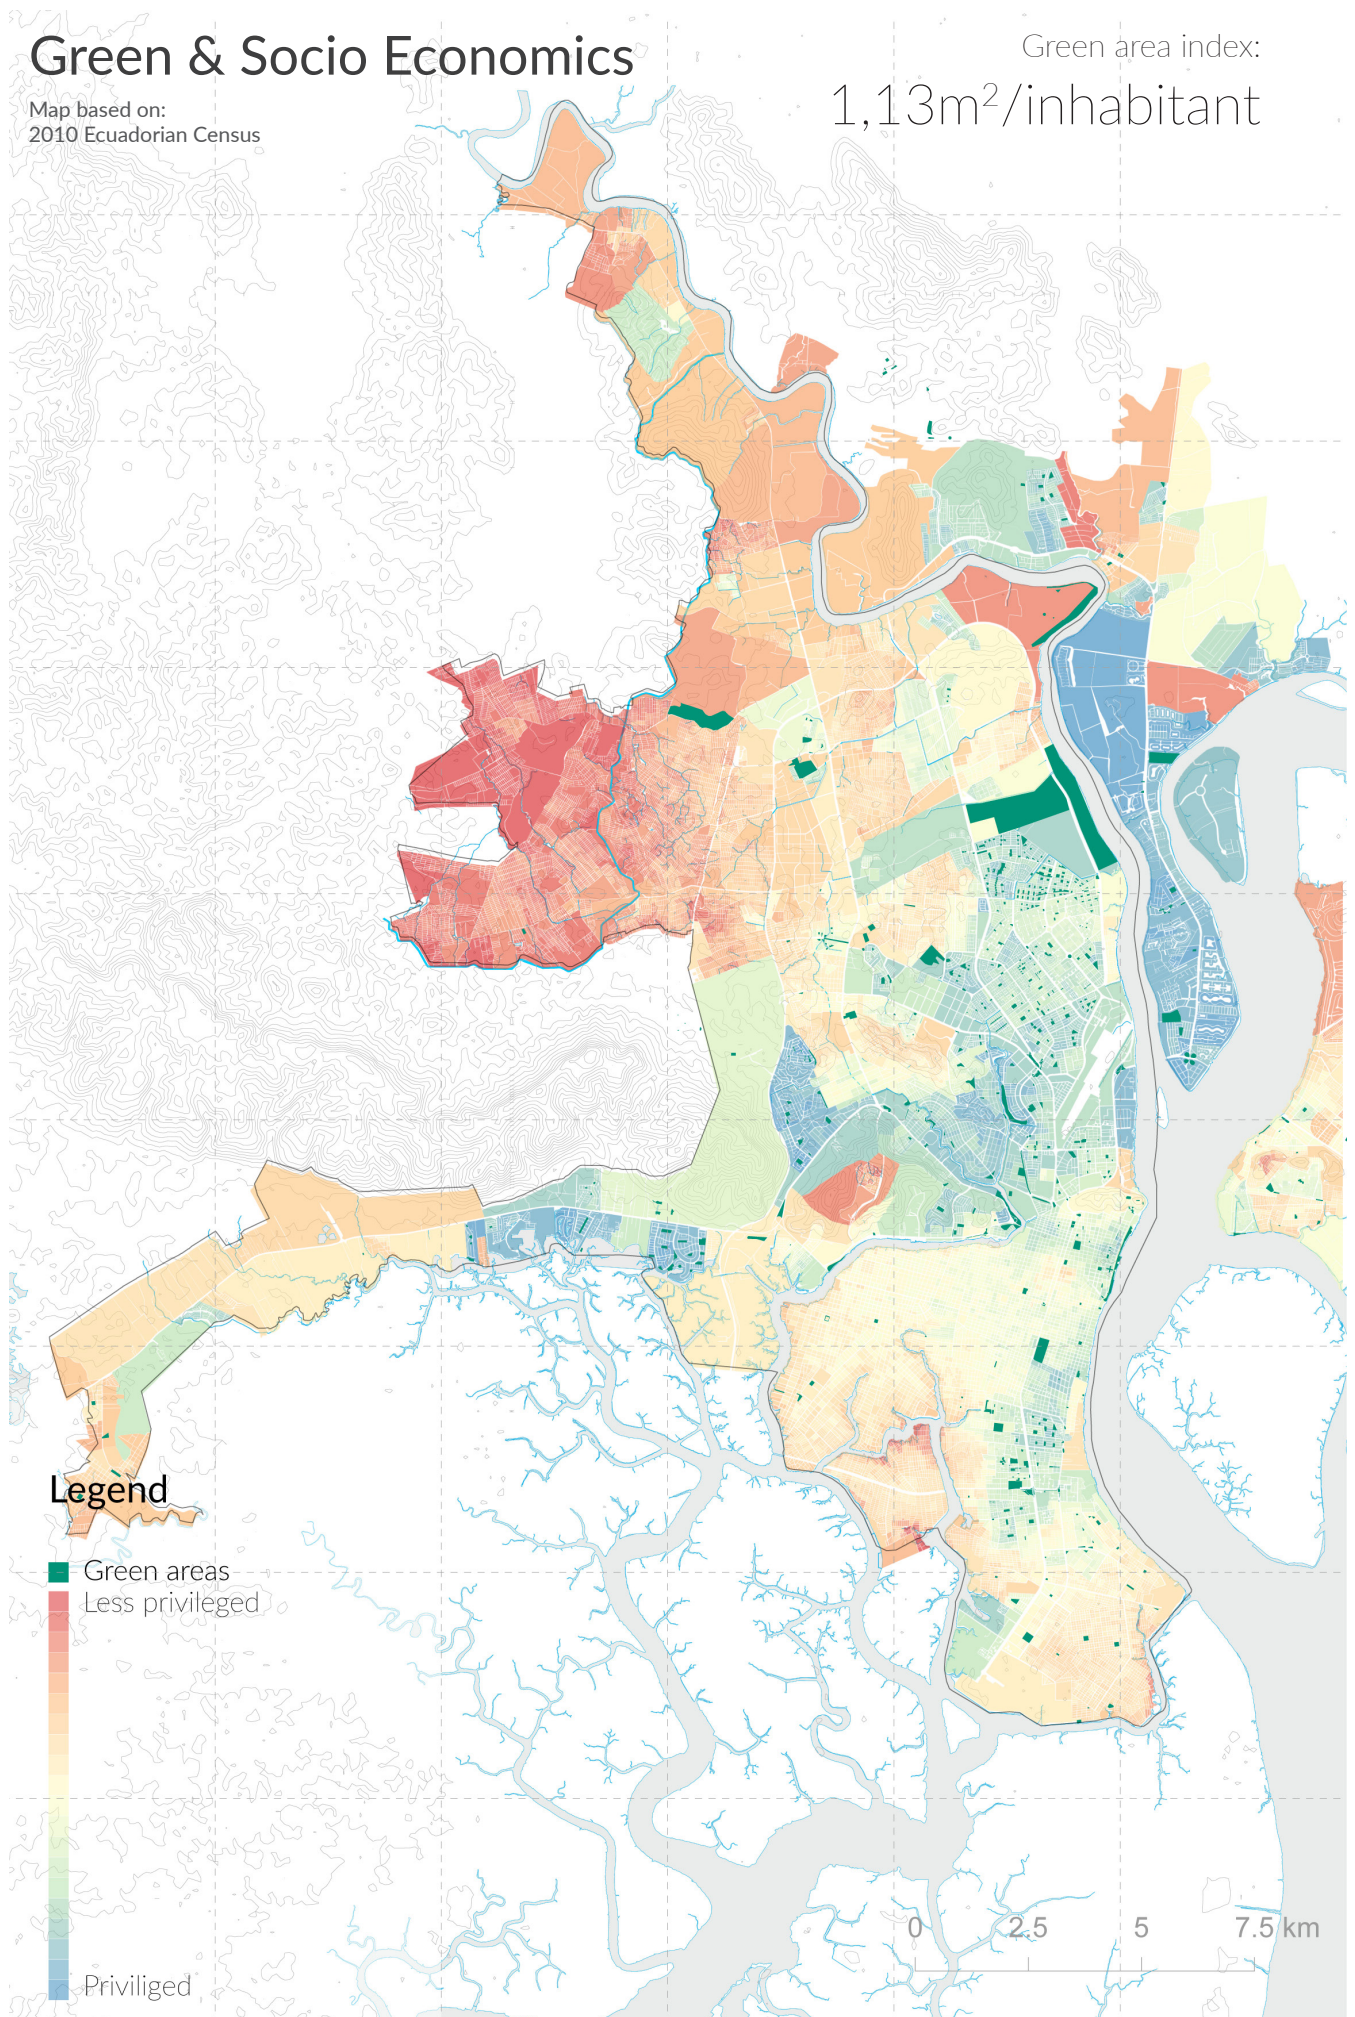 Green & Socio Economics
Map based on:
2010 Ecuadorian Census
Green area index:
1,13m²/inhabitant
Legend
Green areas
Less privileged
Priviliged
0 2.5 5 7.5 km